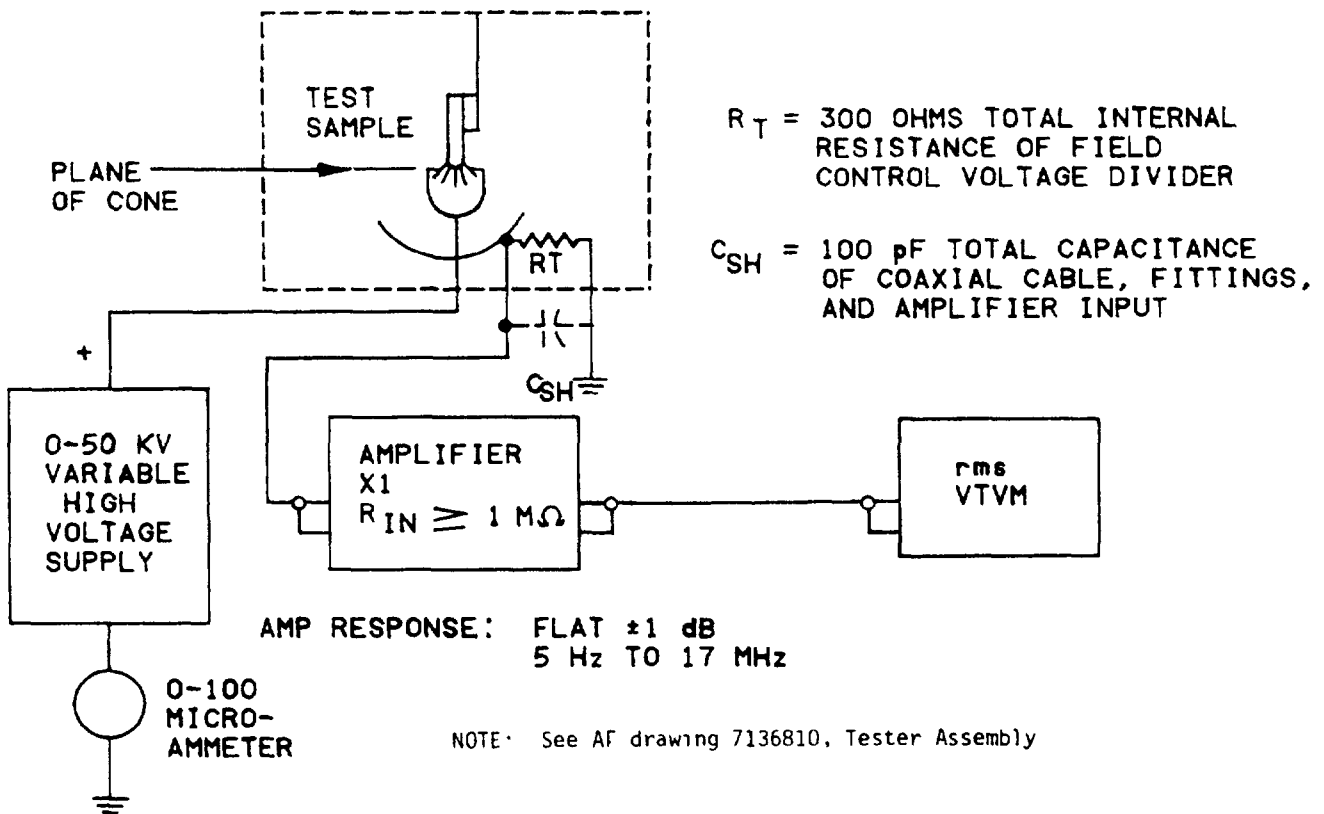 TEST
SAMPLE
PLANE
OF CONE
RT
R T = 300 OHMS TOTAL INTERNAL
RESISTANCE OF FIELD
CONTROL VOLTAGE DIVIDER
CSH = 100 pF TOTAL CAPACITANCE
OF COAXIAL CABLE, FITTINGS,
AND AMPLIFIER INPUT
+
CSH
0-50 KV
VARIABLE
HIGH
VOLTAGE
SUPPLY
AMPLIFIER
X1
R IN ≥ 1 MΩ
rms
VTVM
AMP RESPONSE: FLAT ±1 dB
5 Hz TO 17 MHz
0-100
MICRO-
AMMETER
NOTE· See AF drawing 7136810, Tester Assembly